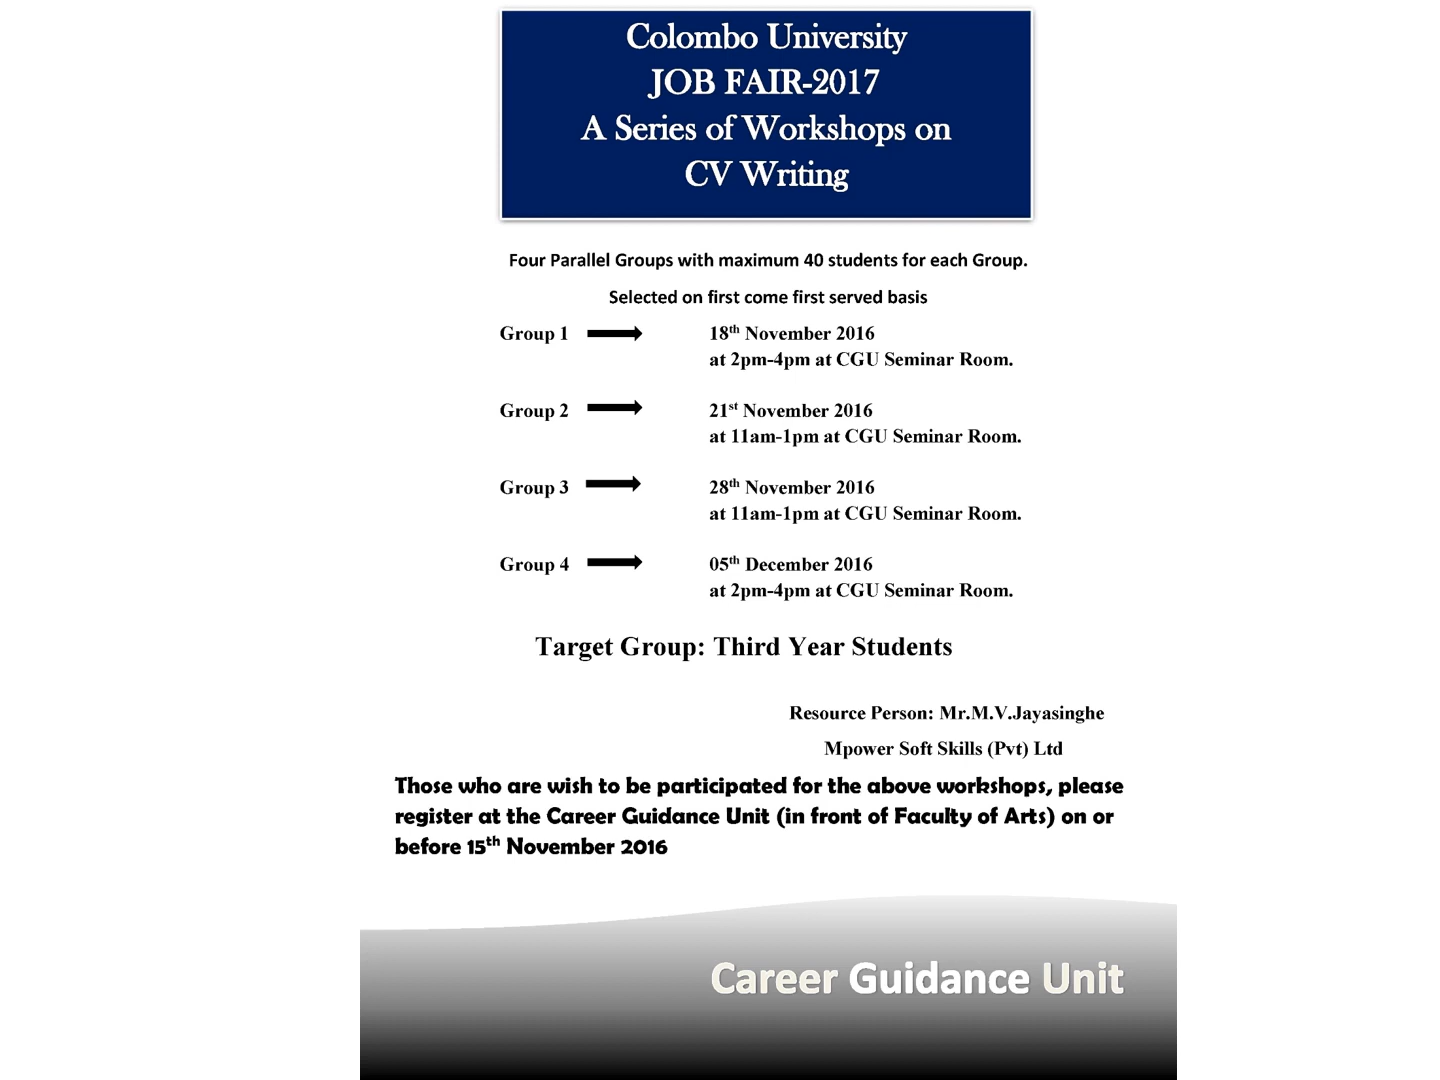 Colombo University
JOB FAIR-2017
A Series of Workshops on
CV Writing
Four Parallel Groups with maximum 40 students for each Group.
Selected on first come first served basis
Group 1
18th November 2016
at 2pm-4pm at CGU Seminar Room.
Group 2
21st November 2016
at 11am-1pm at CGU Seminar Room.
Group 3
28th November 2016
at 11am-1pm at CGU Seminar Room.
Group 4
05th December 2016
at 2pm-4pm at CGU Seminar Room.
Target Group: Third Year Students
Resource Person: Mr.M.V.Jayasinghe
Mpower Soft Skills (Pvt) Ltd
Those who are wish to be participated for the above workshops, please
register at the Career Guidance Unit (in front of Faculty of Arts) on or
before 15th November 2016
Career Guidance Unit